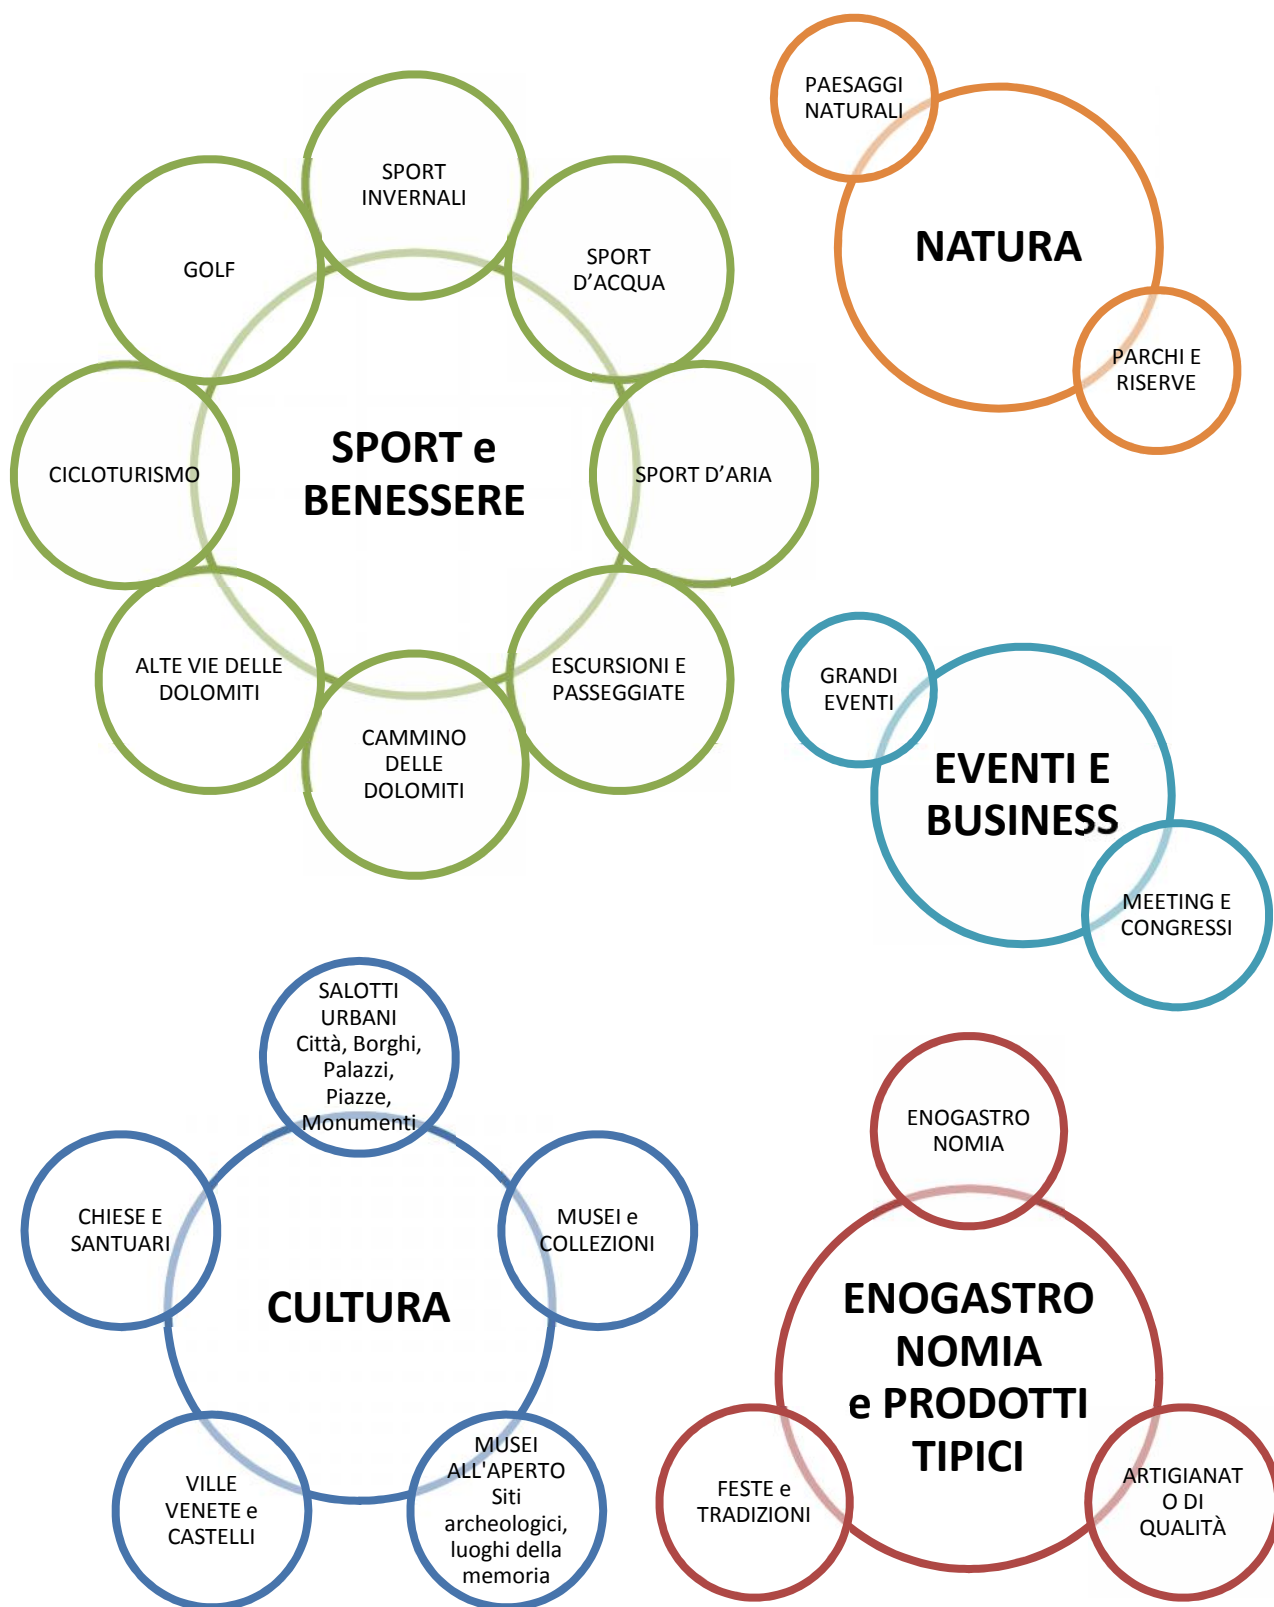 SPORT
INVERNALI
GOLF
SPORT
D’ACQUA
CICLOTURISMO
SPORT e
BENESSERE
SPORT D’ARIA
ALTE VIE DELLE
DOLOMITI
ESCURSIONI E
PASSEGGIATE
CAMMINO
DELLE
DOLOMITI
PAESAGGI
NATURALI
NATURA
PARCHI E
RISERVE
GRANDI
EVENTI
EVENTI E
BUSINESS
MEETING E
CONGRESSI
SALOTTI
URBANI
Città, Borghi,
Palazzi,
Piazze,
Monumenti
CHIESE E
SANTUARI
MUSEI e
COLLEZIONI
CULTURA
VILLE
VENETE e
CASTELLI
MUSEI
ALL'APERTO
Siti
archeologici,
luoghi della
memoria
ENOGASTRO
NOMIA
ENOGASTRO
NOMIA
e PRODOTTI
TIPICI
FESTE e
TRADIZIONI
ARTIGIANAT
O DI
QUALITÀ